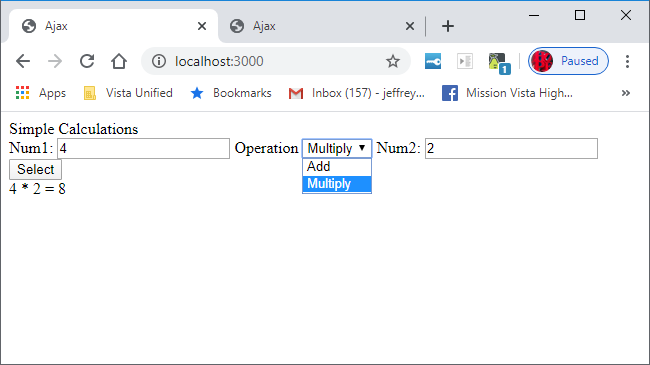 Ajax Ajax
localhost:3000 1 Paused
Apps Vista Unified Bookmarks Inbox (157) - jeffrey... Mission Vista High... »
Simple Calculations
Num1: 4 Operation Multiply Num2: 2
Add
Multiply
Select
4 * 2 = 8